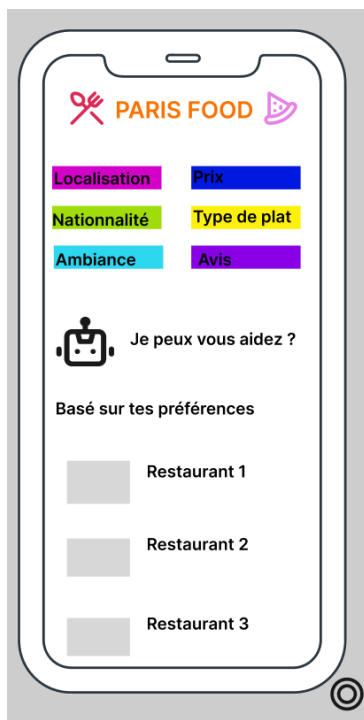 PARIS FOOD
Localisation
Prix
Nationnalité
Type de plat
Ambiance
Avis
Je peux vous aidez ?
Basé sur tes préférences
Restaurant 1
Restaurant 2
Restaurant 3